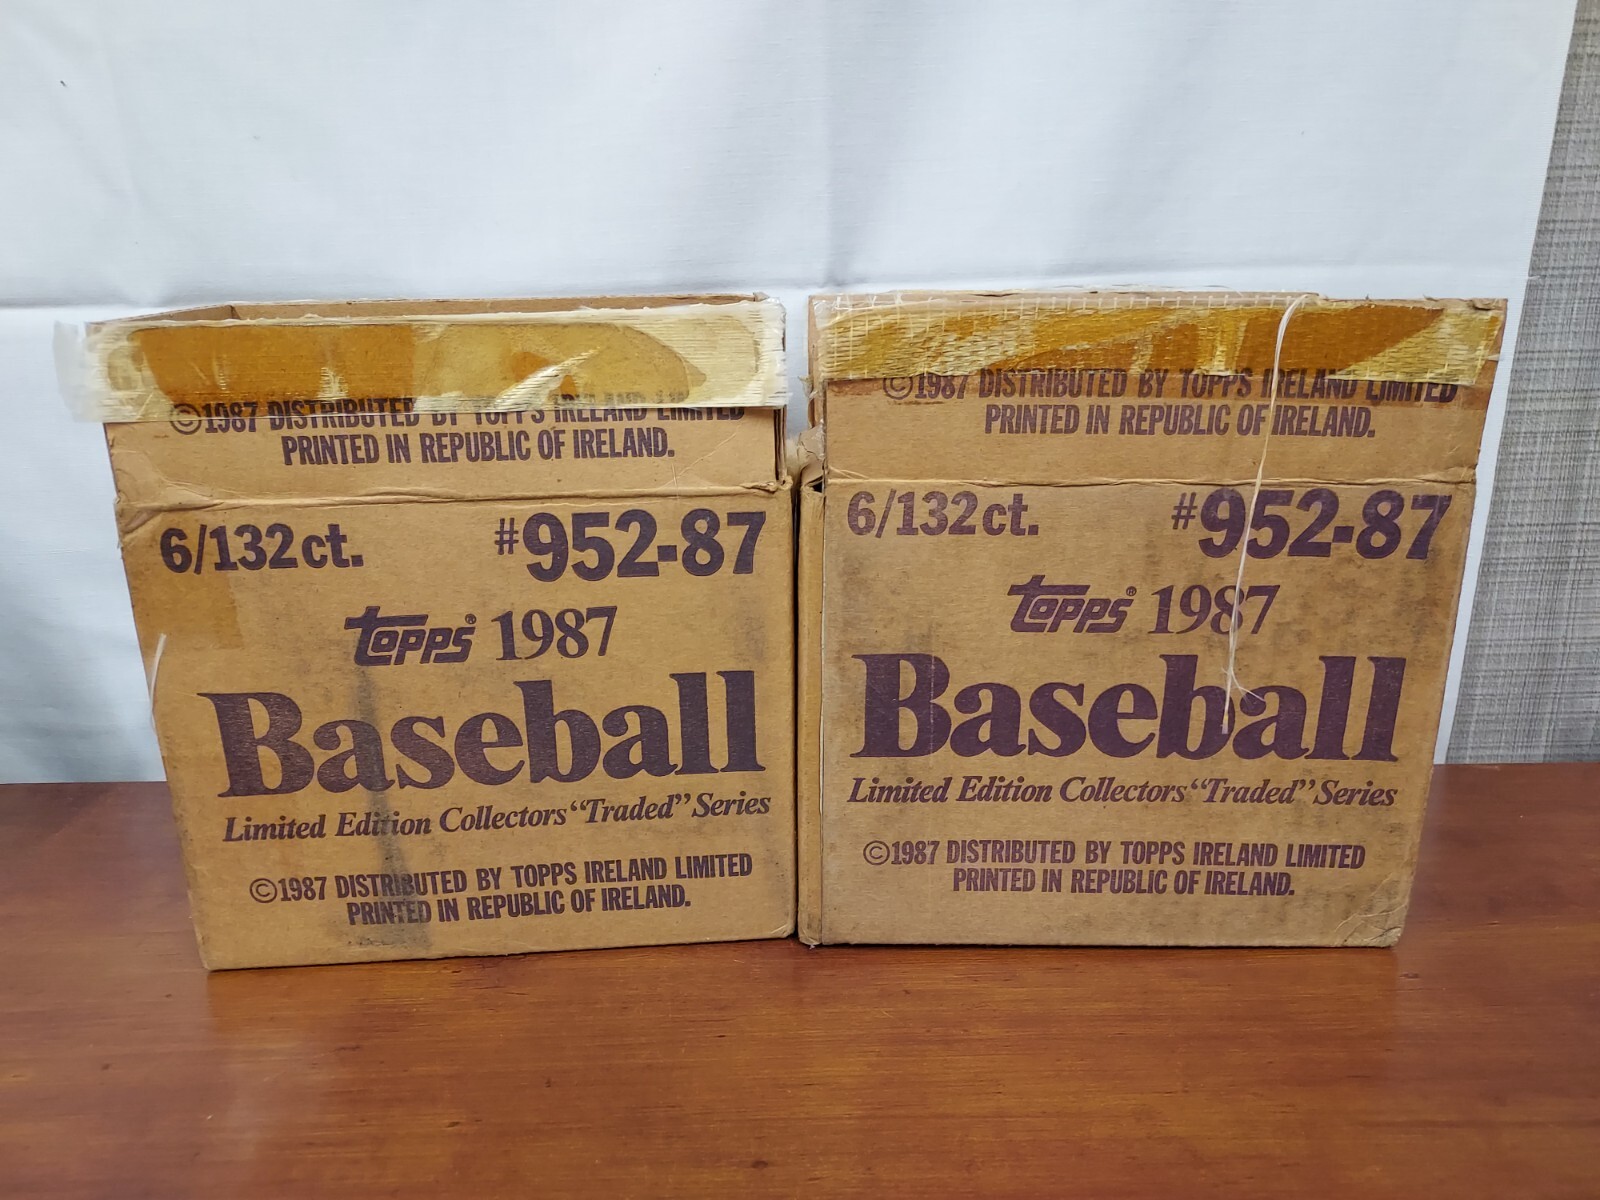 ©1987 DISTRIBUTED BY TOPPS IRELAND LIMITED
PRINTED IN REPUBLIC OF IRELAND.
6/132 ct. #952-87
Topps® 1987
Baseball
Limited Edition Collectors “Traded” Series
©1987 DISTRIBUTED BY TOPPS IRELAND LIMITED
PRINTED IN REPUBLIC OF IRELAND.
©1987 DISTRIBUTED BY TOPPS IRELAND LIMITED
PRINTED IN REPUBLIC OF IRELAND.
6/132 ct. #952-87
Topps® 1987
Baseball
Limited Edition Collectors “Traded” Series
©1987 DISTRIBUTED BY TOPPS IRELAND LIMITED
PRINTED IN REPUBLIC OF IRELAND.